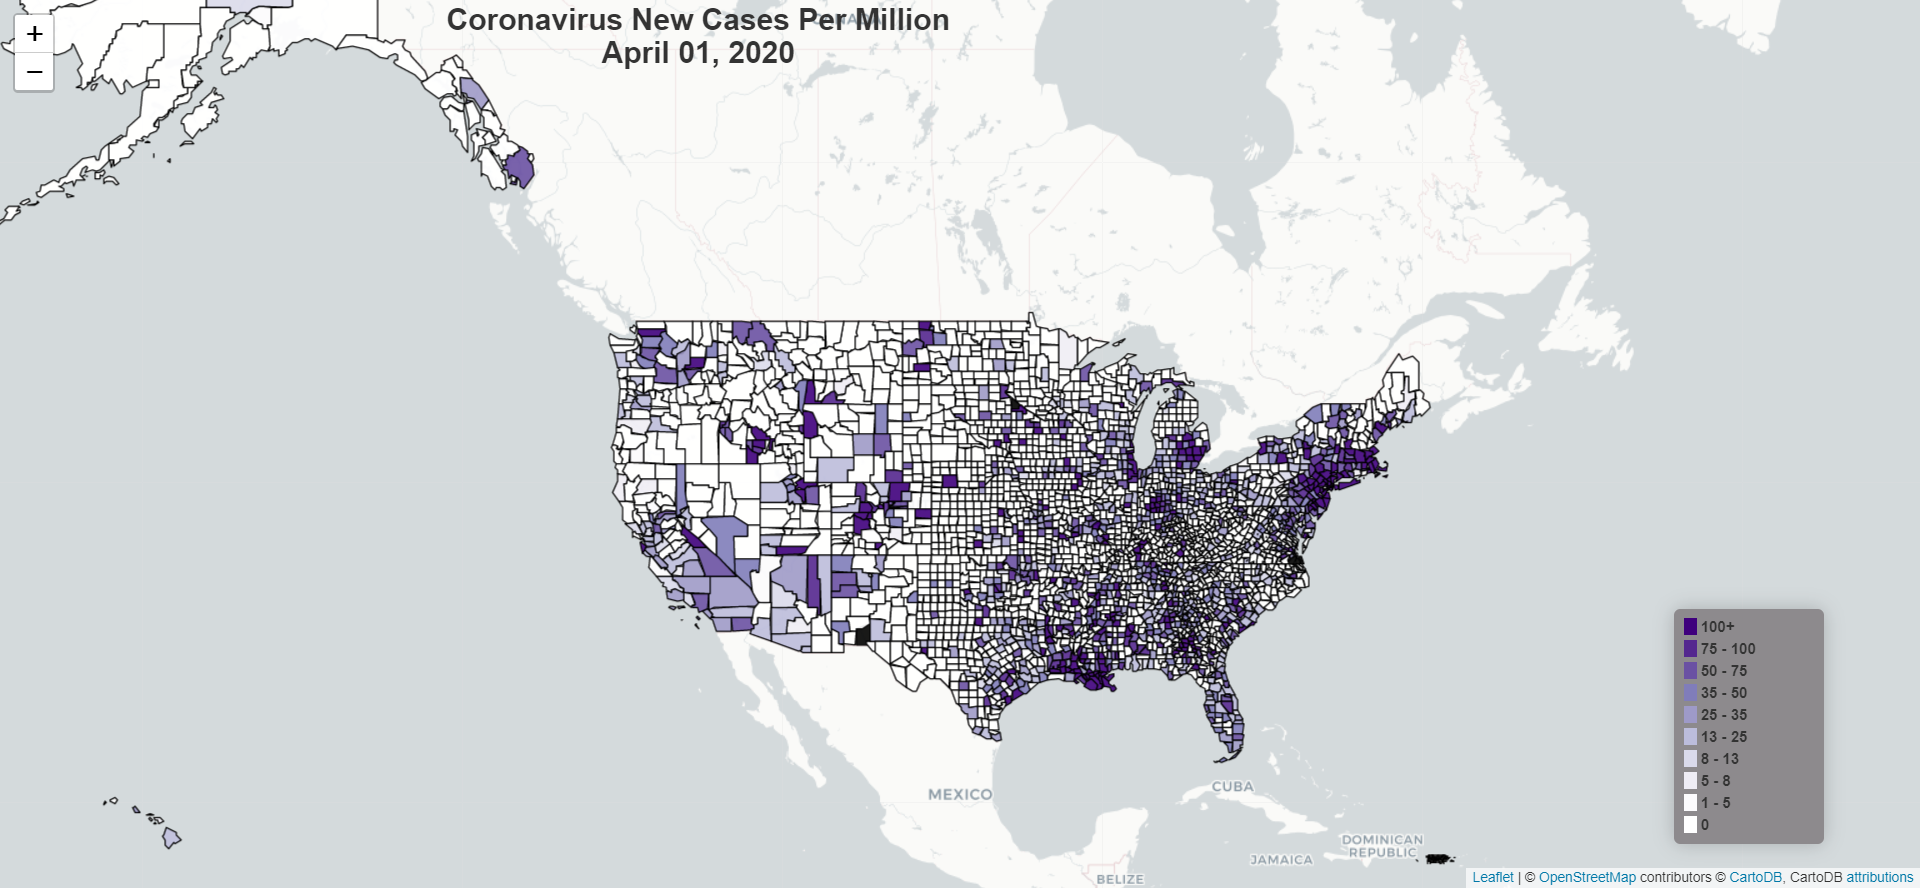 +
−
CANADA
Coronavirus New Cases Per Million
April 01, 2020
MEXICO
CUBA
DOMINICAN
REPUBLIC
JAMAICA
BELIZE
100+
75 - 100
50 - 75
35 - 50
25 - 35
13 - 25
8 - 13
5 - 8
1 - 5
0
Leaflet | © OpenStreetMap contributors © CartoDB, CartoDB attributions